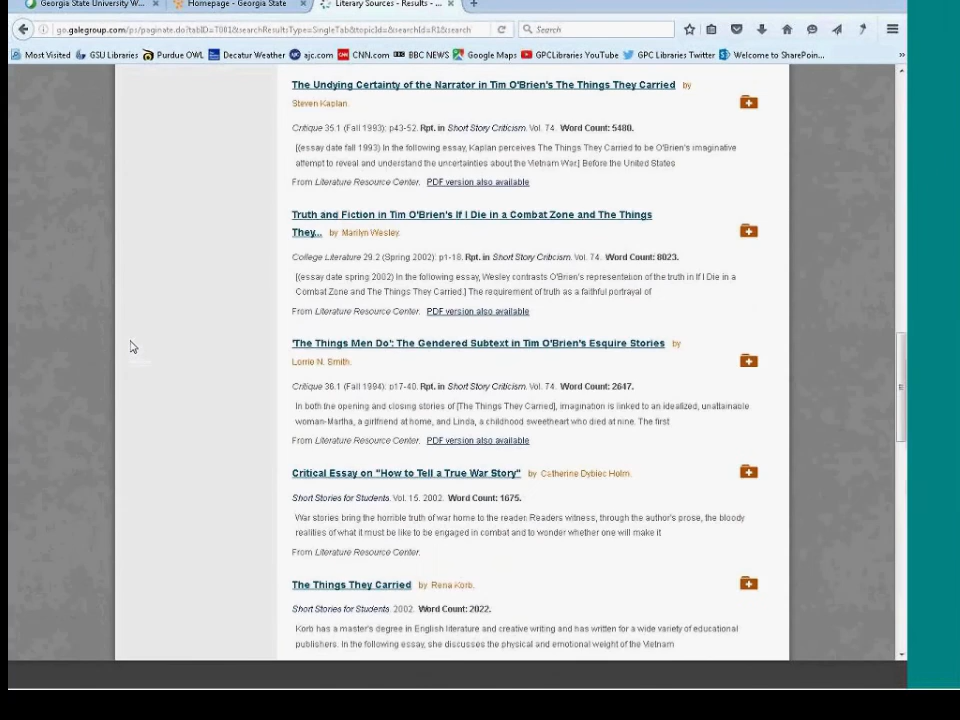 Georgia State University W...
Homepage - Georgia State
Literary Sources - Results - ...
go.galegroup.com/ps/paginate.do?tabID=T001&searchResultsType=SingleTab&topicId=&searchId=R1&search
Search
Most Visited GSU Libraries Purdue OWL Decatur Weather ajc.com CNN.com BBC NEWS Google Maps GPCLibraries YouTube GPC Libraries Twitter Welcome to SharePoin...
The Undying Certainty of the Narrator in Tim O'Brien's The Things They Carried by
Steven Kaplan.
Critique 35.1 (Fall 1993): p43-52. Rpt. in Short Story Criticism. Vol. 74. Word Count: 5480.
[(essay date fall 1993) In the following essay, Kaplan perceives The Things They Carried to be O'Brien's imaginative
attempt to reveal and understand the uncertainties about the Vietnam War.] Before the United States
From Literature Resource Center. PDF version also available
Truth and Fiction in Tim O'Brien's If I Die in a Combat Zone and The Things
They... by Marilyn Wesley.
College Literature 29.2 (Spring 2002): p1-18. Rpt. in Short Story Criticism. Vol. 74. Word Count: 8023.
[(essay date spring 2002) In the following essay, Wesley contrasts O'Brien's representation of the truth in If I Die in a
Combat Zone and The Things They Carried.] The requirement of truth as a faithful portrayal of
From Literature Resource Center. PDF version also available
'The Things Men Do': The Gendered Subtext in Tim O'Brien's Esquire Stories by
Lorrie N. Smith.
Critique 36.1 (Fall 1994): p17-40. Rpt. in Short Story Criticism. Vol. 74. Word Count: 2647.
In both the opening and closing stories of [The Things They Carried], imagination is linked to an idealized, unattainable
woman-Martha, a girlfriend at home, and Linda, a childhood sweetheart who died at nine. The first
From Literature Resource Center. PDF version also available
Critical Essay on "How to Tell a True War Story" by Catherine Dybiec Holm.
Short Stories for Students. Vol. 15. 2002. Word Count: 1675.
War stories bring the horrible truth of war home to the reader. Readers witness, through the author's prose, the bloody
realities of what it must be like to be engaged in combat and to wonder whether one will make it
From Literature Resource Center.
The Things They Carried by Rena Korb.
Short Stories for Students. 2002. Word Count: 2022.
Korb has a master's degree in English literature and creative writing and has written for a wide variety of educational
publishers. In the following essay, she discusses the physical and emotional weight of the Vietnam